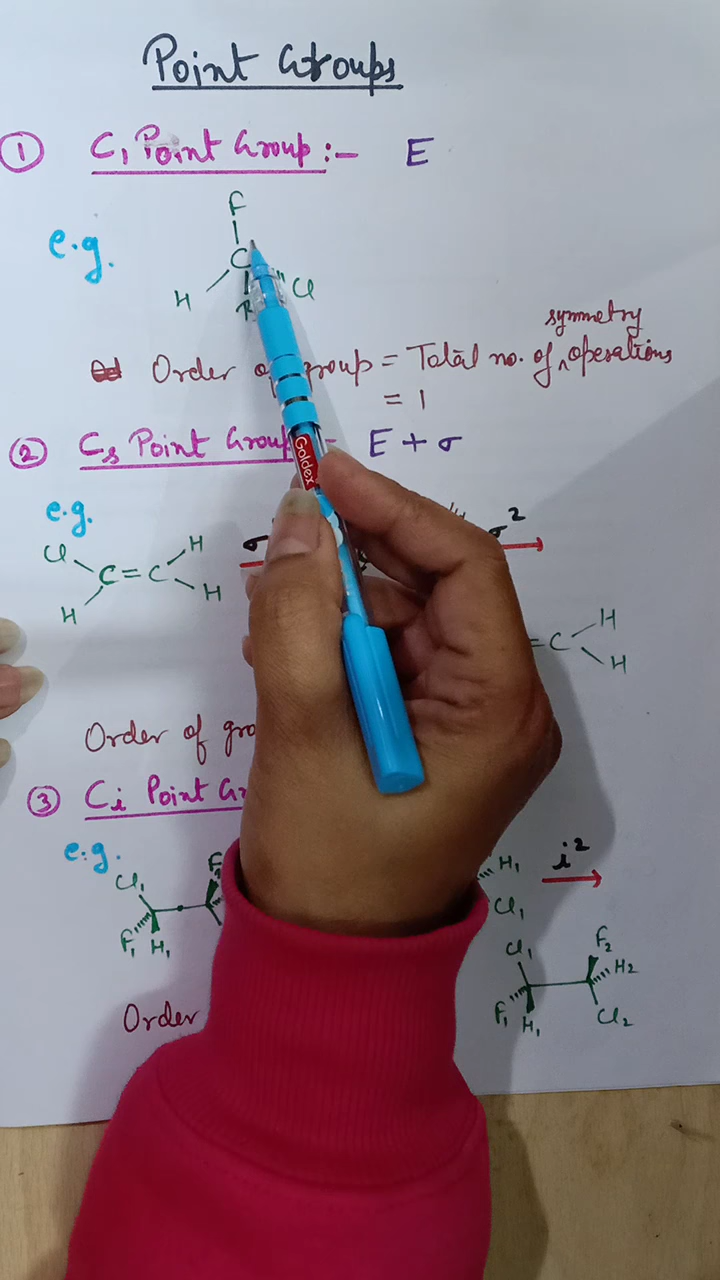 Point Groups
① C₁ Point Group :- E
e.g.
F
C
H Cl
symmetry
Order group = Total no. of ∧ operations
= 1
② Cs Point Group - E + σ
e.g. σ σ²
Cl H
C = C
H H
H
= C
H
Order of
③ Ci Point
e.g. i²
Cl₁ F H₁
F₁ H₁ Cl₁
Cl₁ F₂
H₂
F₁ H₁ Cl₂
Order
Goldex